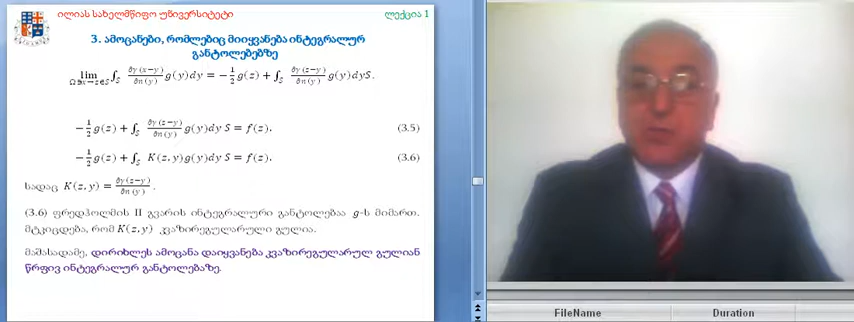 ილიას სახელმწიფო უნივერსიტეტი
ლექცია 1
3. ამოცანები, რომლებიც მიიყვანება ინტეგრალურ
განტოლებებზე
lim_{Ω∋x→z∈S} ∫_S ∂γ(x−y)/∂n(y) g(y)dy = −1/2 g(z) + ∫_S ∂γ(z−y)/∂n(y) g(y)dyS.
−1/2 g(z) + ∫_S ∂γ(z−y)/∂n(y) g(y)dy S = f(z). (3.5)
−1/2 g(z) + ∫_S K(z,y)g(y)dy S = f(z). (3.6)
სადაც K(z,y) = ∂γ(z−y)/∂n(y).
(3.6) ფრედჰოლმის II გვარის ინტეგრალური განტოლებაა g-ს მიმართ.
მტკიცდება, რომ K(z,y) კვაზირეგულარული გულია.
მაშასადამე, დირიხლეს ამოცანა დაიყვანება კვაზირეგულარულ გულიან
წრფივ ინტეგრალურ განტოლებაზე.
FileName Duration